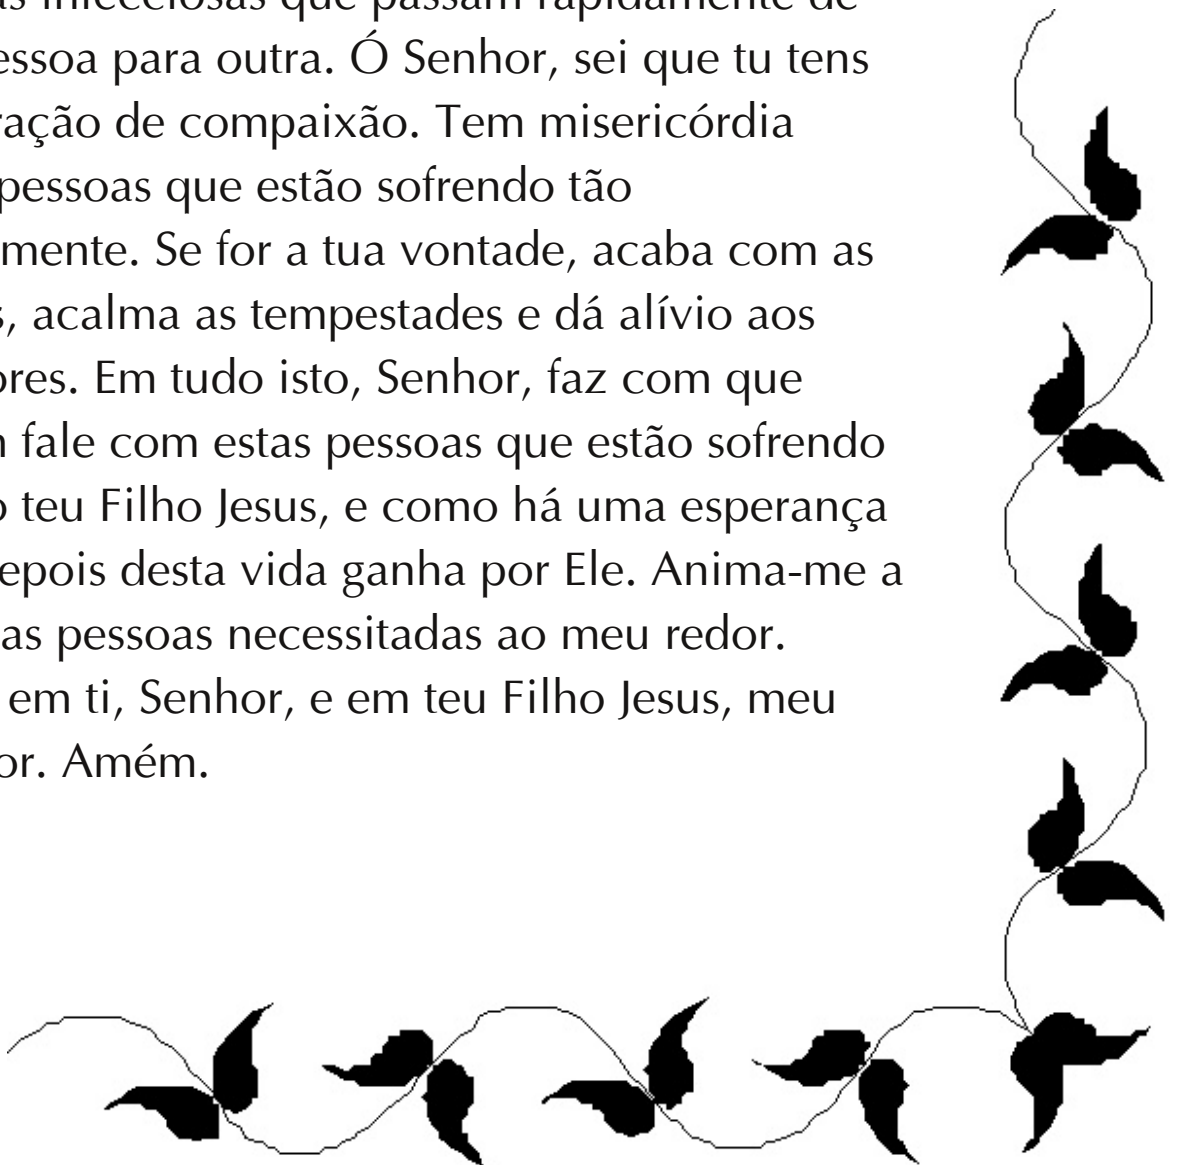 as infecciosas que passam rapidamente de
essoa para outra. Ó Senhor, sei que tu tens
ração de compaixão. Tem misericórdia
pessoas que estão sofrendo tão
mente. Se for a tua vontade, acaba com as
s, acalma as tempestades e dá alívio aos
ores. Em tudo isto, Senhor, faz com que
fale com estas pessoas que estão sofrendo
o teu Filho Jesus, e como há uma esperança
epois desta vida ganha por Ele. Anima-me a
as pessoas necessitadas ao meu redor.
em ti, Senhor, e em teu Filho Jesus, meu
or. Amém.